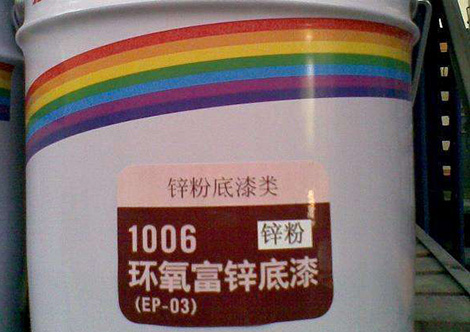 锌粉底漆类
1006 锌粉
环氧富锌底漆
(EP-03)